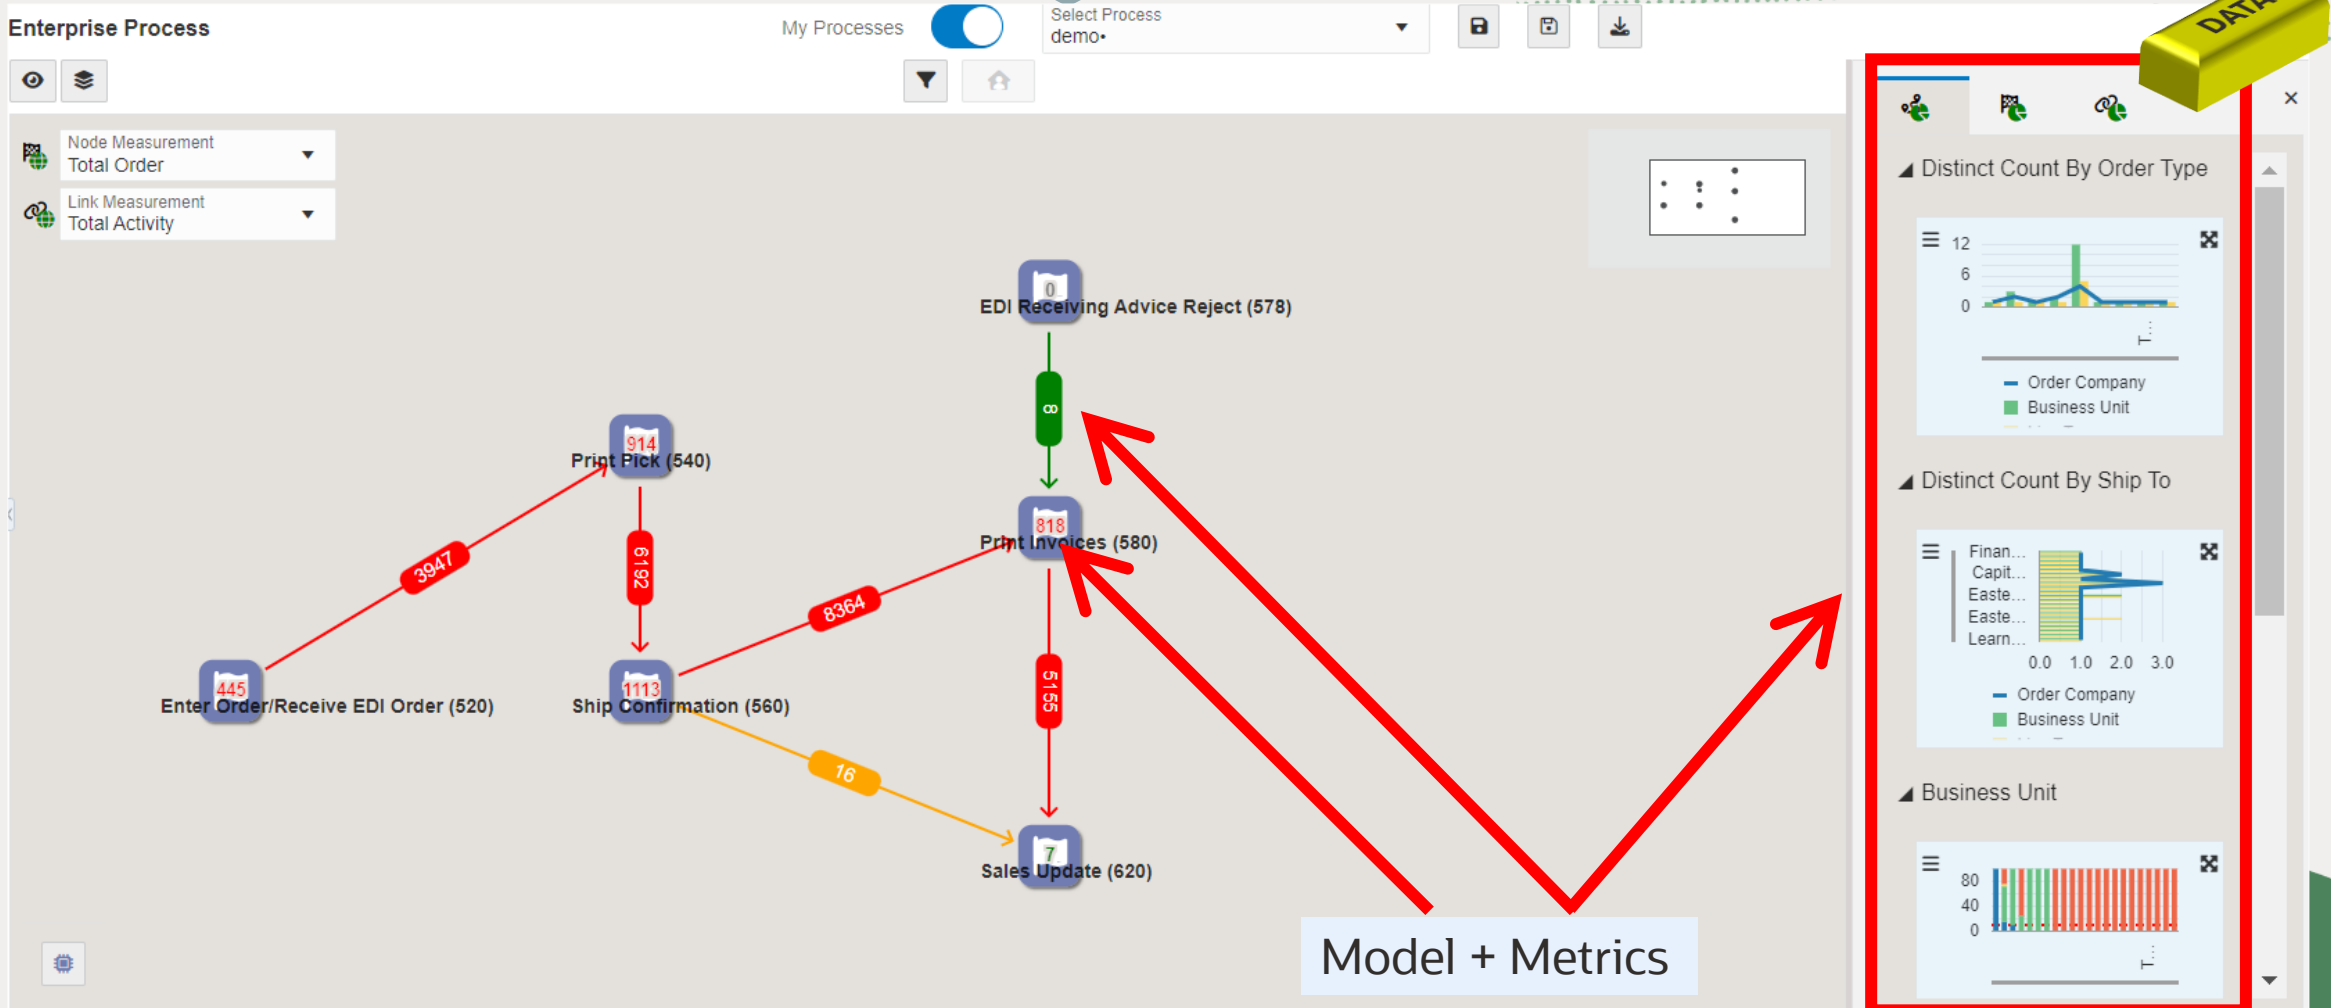 Enterprise Process
My Processes
Select Process
demo•
DATA
Node Measurement
Total Order
Link Measurement
Total Activity
0
EDI Receiving Advice Reject (578)
8
914
Print Pick (540)
3947
6192
818
Print Invoices (580)
8364
445
Enter Order/Receive EDI Order (520)
1113
Ship Confirmation (560)
5155
16
7
Sales Update (620)
Model + Metrics
Distinct Count By Order Type
12
6
0
T...
Order Company
Business Unit
Distinct Count By Ship To
Finan...
Capit...
Easte...
Easte...
Learn...
0.0 1.0 2.0 3.0
Order Company
Business Unit
Business Unit
80
40
0
T...